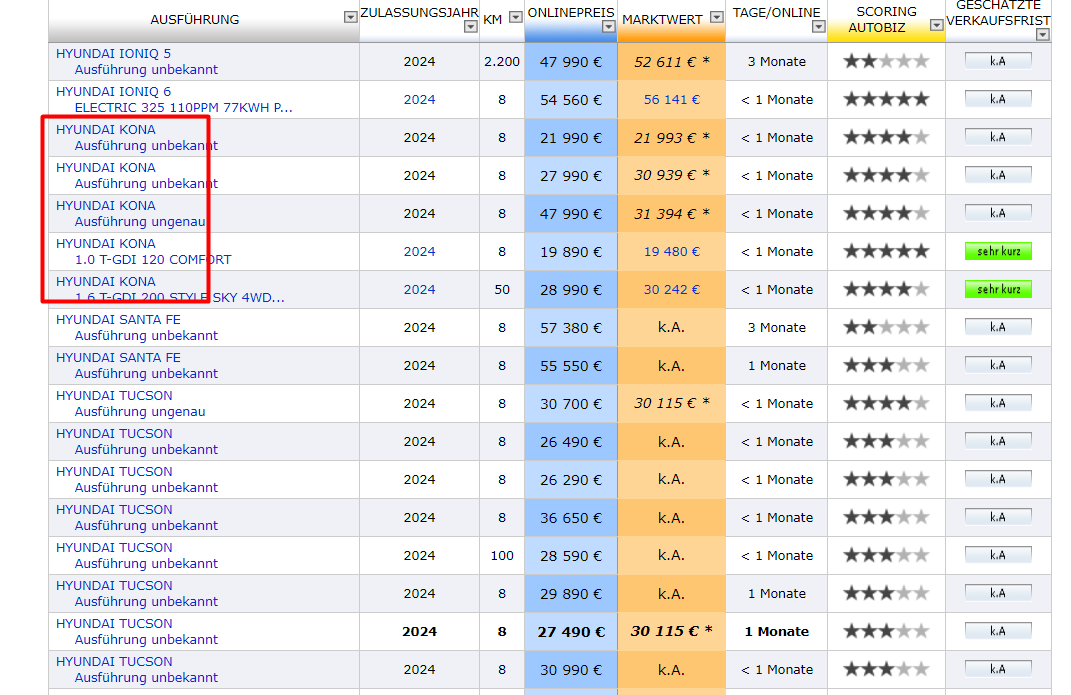 AUSFÜHRUNG ZULASSUNGSJAHR KM ONLINEPREIS MARKTWERT TAGE/ONLINE SCORING AUTOBIZ GESCHÄTZTE VERKAUFSFRIST
HYUNDAI IONIQ 5
Ausführung unbekannt 2024 2.200 47 990 € 52 611 € * 3 Monate k.A
HYUNDAI IONIQ 6
ELECTRIC 325 110PPM 77KWH P... 2024 8 54 560 € 56 141 € < 1 Monate k.A
HYUNDAI KONA
Ausführung unbekannt 2024 8 21 990 € 21 993 € * < 1 Monate k.A
HYUNDAI KONA
Ausführung unbekannt 2024 8 27 990 € 30 939 € * < 1 Monate k.A
HYUNDAI KONA
Ausführung ungenau 2024 8 47 990 € 31 394 € * < 1 Monate k.A
HYUNDAI KONA
1.0 T-GDI 120 COMFORT 2024 8 19 890 € 19 480 € < 1 Monate sehr kurz
HYUNDAI KONA
1.6 T-GDI 200 STYLE SKY 4WD... 2024 50 28 990 € 30 242 € < 1 Monate sehr kurz
HYUNDAI SANTA FE
Ausführung unbekannt 2024 8 57 380 € k.A. 3 Monate k.A
HYUNDAI SANTA FE
Ausführung unbekannt 2024 8 55 550 € k.A. 1 Monate k.A
HYUNDAI TUCSON
Ausführung ungenau 2024 8 30 700 € 30 115 € * < 1 Monate k.A
HYUNDAI TUCSON
Ausführung unbekannt 2024 8 26 490 € k.A. < 1 Monate k.A
HYUNDAI TUCSON
Ausführung unbekannt 2024 8 26 290 € k.A. < 1 Monate k.A
HYUNDAI TUCSON
Ausführung unbekannt 2024 8 36 650 € k.A. < 1 Monate k.A
HYUNDAI TUCSON
Ausführung unbekannt 2024 100 28 590 € k.A. < 1 Monate k.A
HYUNDAI TUCSON
Ausführung unbekannt 2024 8 29 890 € k.A. 1 Monate k.A
HYUNDAI TUCSON
Ausführung unbekannt 2024 8 27 490 € 30 115 € * 1 Monate k.A
HYUNDAI TUCSON
Ausführung unbekannt 2024 8 30 990 € k.A. < 1 Monate k.A